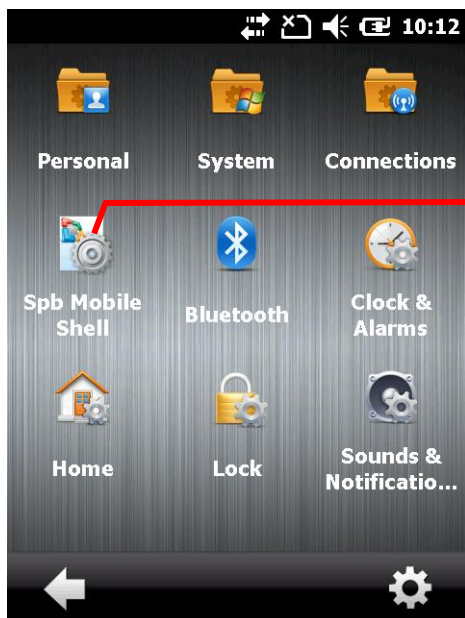 10:12
Personal System Connections
Spb Mobile Shell Bluetooth Clock & Alarms
Home Lock Sounds & Notificatio...